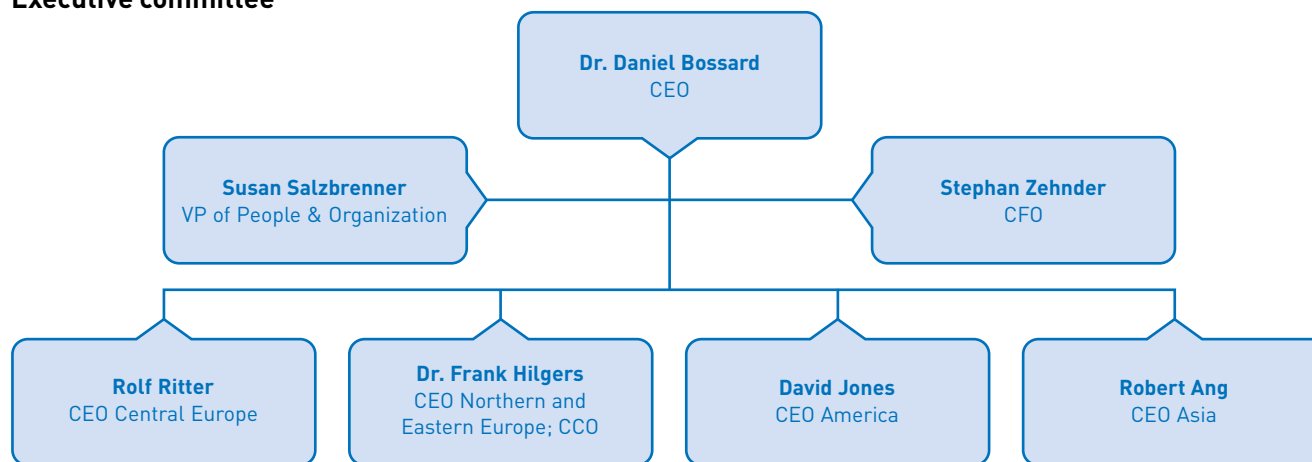 Executive committee
Dr. Daniel Bossard
CEO
Susan Salzbrenner
VP of People & Organization
Stephan Zehnder
CFO
Rolf Ritter
CEO Central Europe
Dr. Frank Hilgers
CEO Northern and
Eastern Europe; CCO
David Jones
CEO America
Robert Ang
CEO Asia